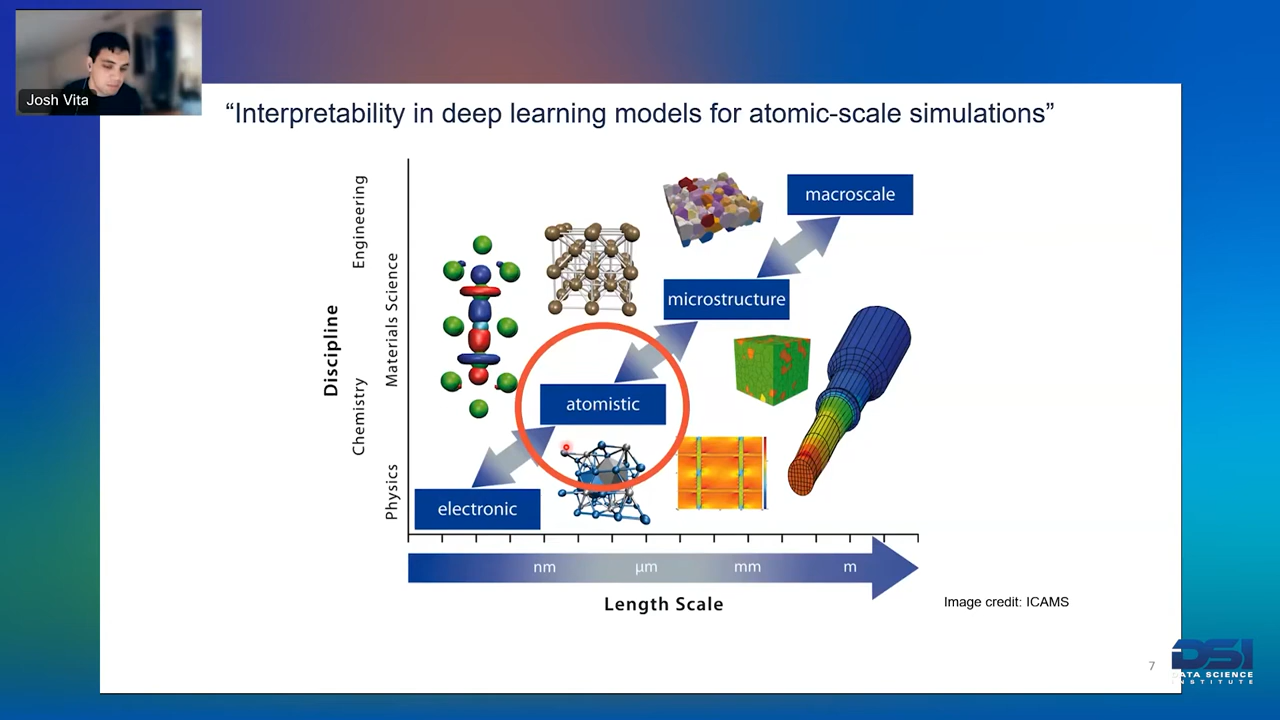 Josh Vita
“Interpretability in deep learning models for atomic-scale simulations”
macroscale
microstructure
atomistic
electronic
Discipline
Engineering
Materials Science
Chemistry
Physics
nm
µm
mm
m
Length Scale
Image credit: ICAMS
7
DSI
DATA SCIENCE
INSTITUTE